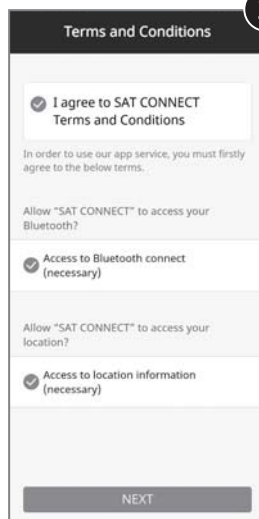 Terms and Conditions
I agree to SAT CONNECT
Terms and Conditions
In order to use our app service, you must firstly
agree to the below terms.
Allow "SAT CONNECT" to access your
Bluetooth?
Access to Bluetooth connect
(necessary)
Allow "SAT CONNECT" to access your
location?
Access to location information
(necessary)
NEXT